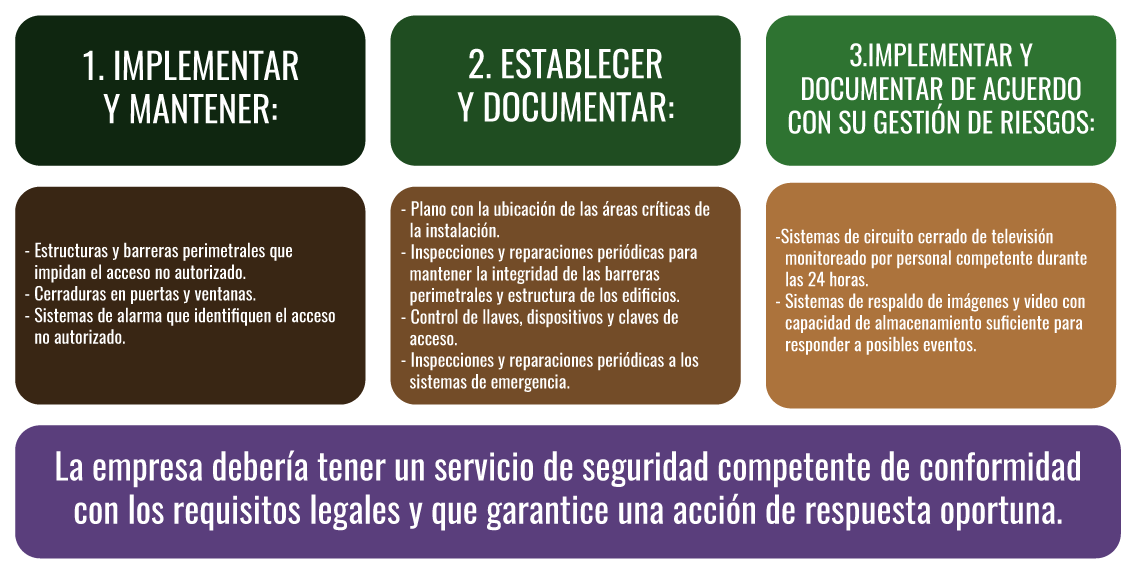 1. IMPLEMENTAR
Y MANTENER:
2. ESTABLECER
Y DOCUMENTAR:
3.IMPLEMENTAR Y
DOCUMENTAR DE ACUERDO
CON SU GESTIÓN DE RIESGOS:
- Estructuras y barreras perimetrales que
impidan el acceso no autorizado.
- Cerraduras en puertas y ventanas.
- Sistemas de alarma que identifiquen el acceso
no autorizado.
- Plano con la ubicación de las áreas críticas de
la instalación.
- Inspecciones y reparaciones periódicas para
mantener la integridad de las barreras
perimetrales y estructura de los edificios.
- Control de llaves, dispositivos y claves de
acceso.
- Inspecciones y reparaciones periódicas a los
sistemas de emergencia.
-Sistemas de circuito cerrado de televisión
monitoreado por personal competente durante
las 24 horas.
- Sistemas de respaldo de imágenes y video con
capacidad de almacenamiento suficiente para
responder a posibles eventos.
La empresa debería tener un servicio de seguridad competente de conformidad
con los requisitos legales y que garantice una acción de respuesta oportuna.